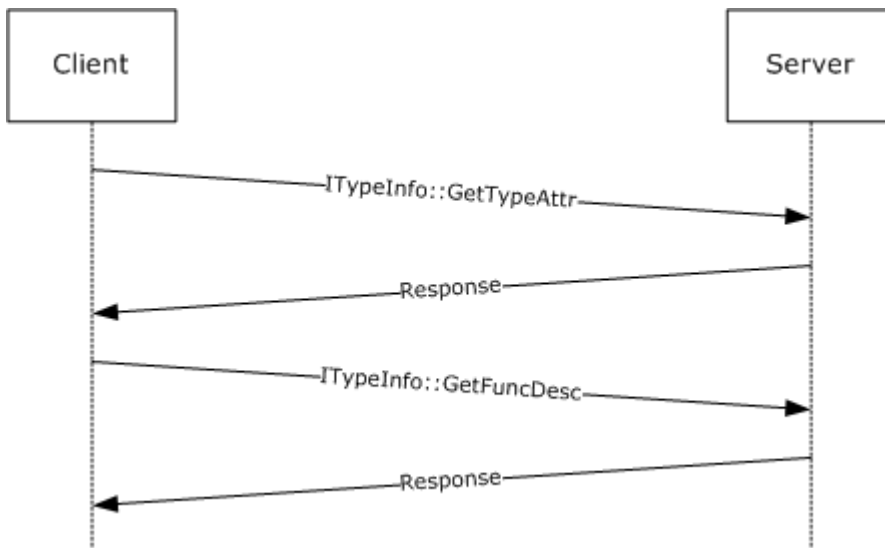 Client
Server
ITypeInfo::GetTypeAttr
Response
ITypeInfo::GetFuncDesc
Response